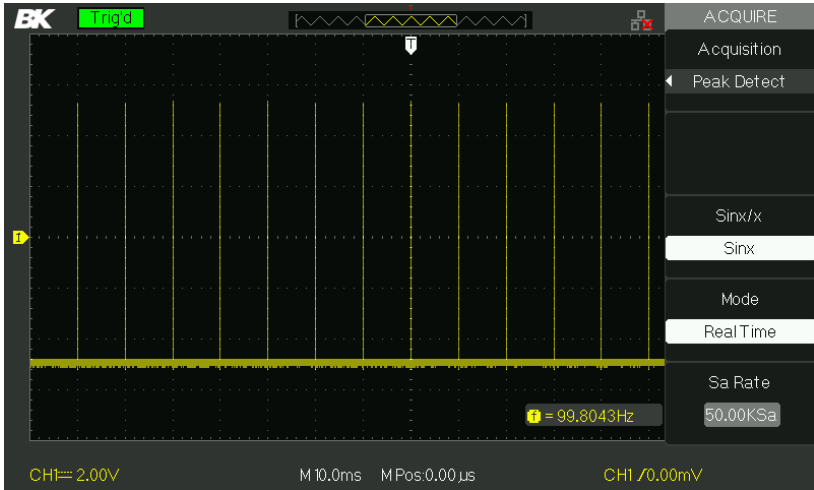 BK Trig'd
T
ACQUIRE
Acquisition
Peak Detect
T
Sinx/x
Sinx
1
Mode
Real Time
Sa Rate
f = 99.8043Hz
50.00KSa
CH1 2.00V
M 10.0ms
M Pos:0.00μs
CH1 /0.00mV